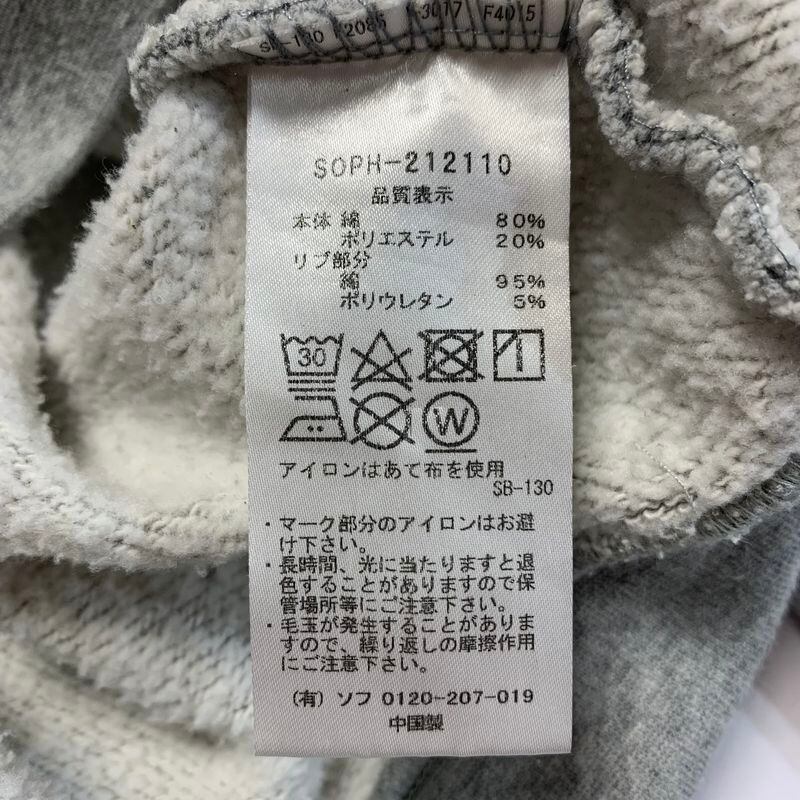 SB-130 F2085 F3017 F4015
SOPH-212110
品質表示
本体 綿 80%
ポリエステル 20%
リブ部分
綿 95%
ポリウレタン 5%
30
W
アイロンはあて布を使用
SB-130
・マーク部分のアイロンはお避
け下さい。
・長時間、光に当たりますと退
色することがありますので保
管場所等にご注意下さい。
・毛玉が発生することがありま
すので、繰り返しの摩擦作用
にご注意下さい。
(有) ソフ 0120-207-019
中国製